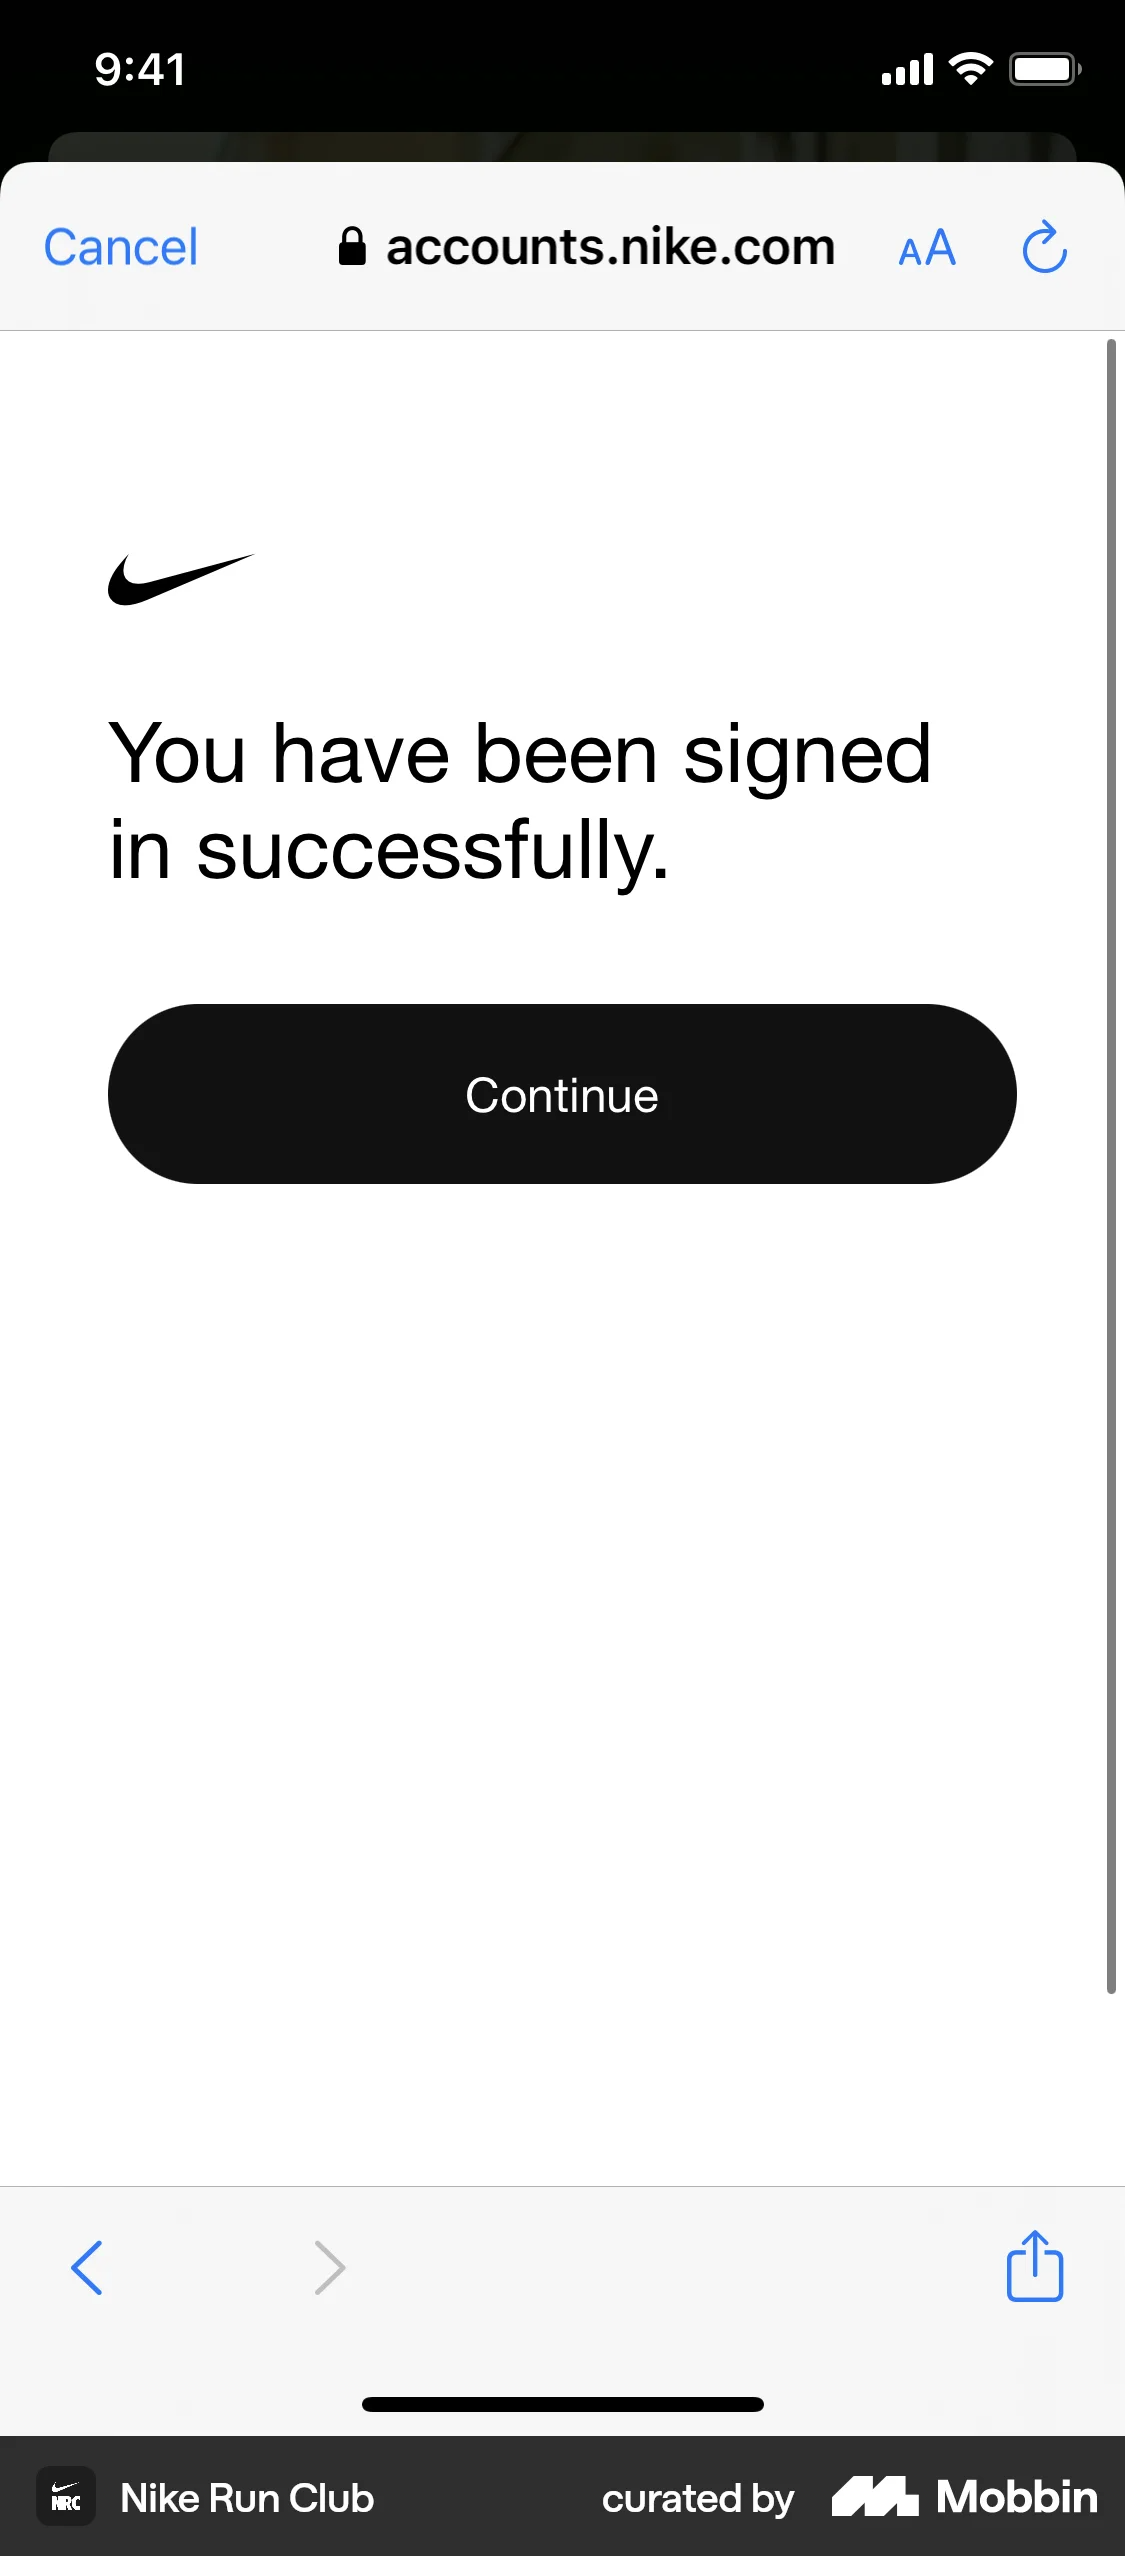 9:41
Cancel
accounts.nike.com
AA
You have been signed
in successfully.
Continue
NRC
Nike Run Club
curated by
Mobbin